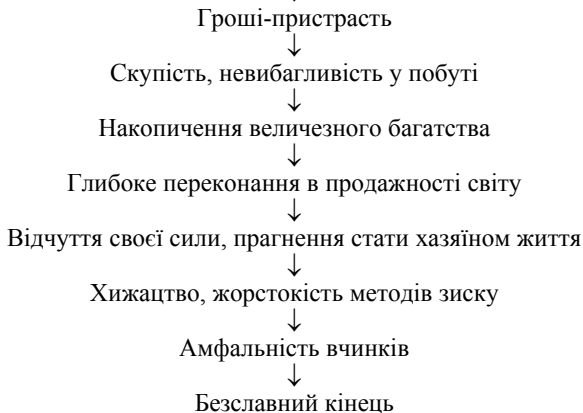 Гроші-пристрасть
↓
Скупість, невибагливість у побуті
↓
Накопичення величезного багатства
↓
Глибоке переконання в продажності світу
↓
Відчуття своєї сили, прагнення стати хазяїном життя
↓
Хижацтво, жорстокість методів зиску
↓
Амфальність вчинків
↓
Безславний кінець